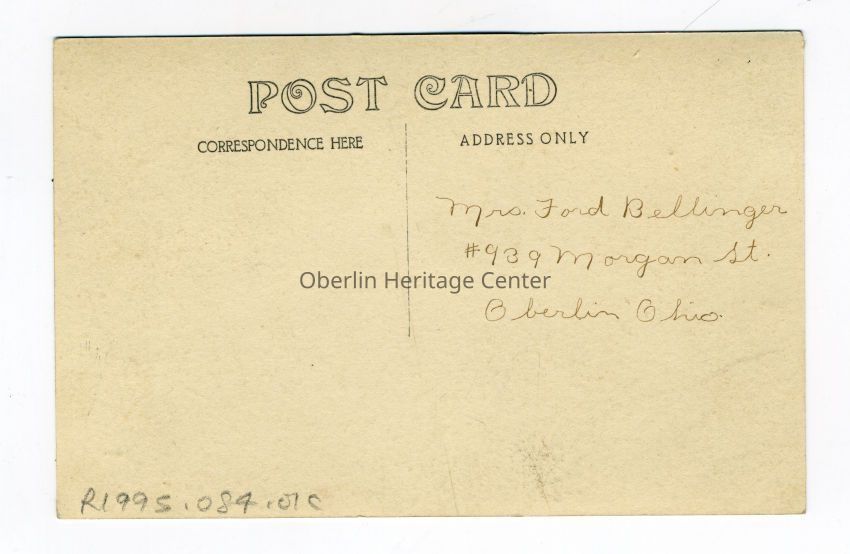 POST CARD
CORRESPONDENCE HERE
ADDRESS ONLY
Mrs. Ford Bellinger
#939 Morgan St.
Oberlin Ohio.
Oberlin Heritage Center
R1995.084.01C